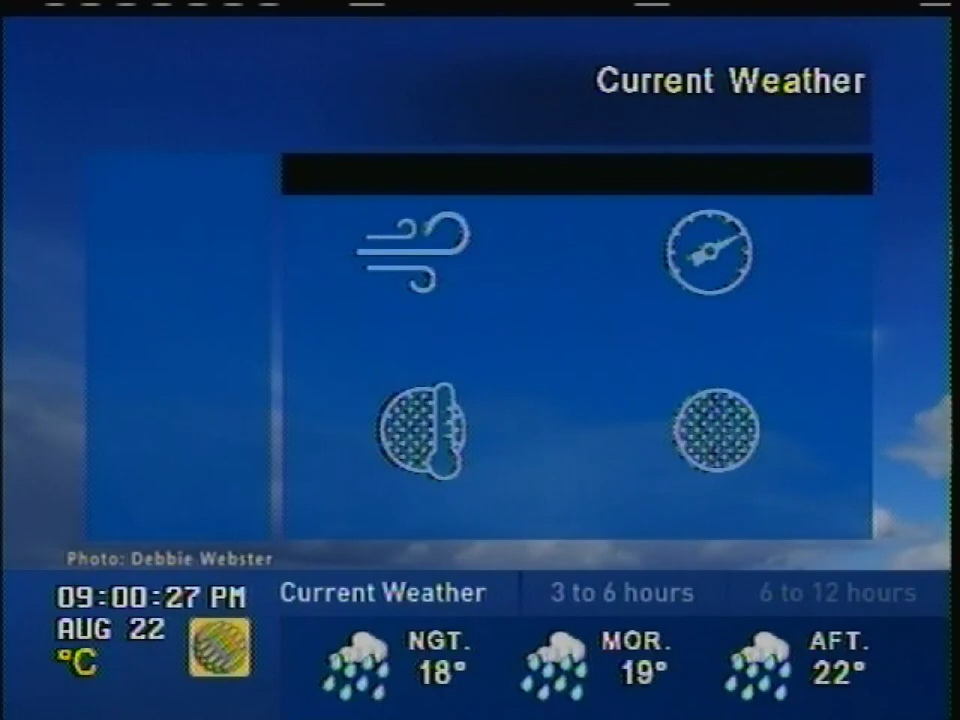 Current Weather
Photo: Debbie Webster
09:00:27 PM
AUG 22
°C
Current Weather
3 to 6 hours
6 to 12 hours
NGT.
18°
MOR.
19°
AFT.
22°